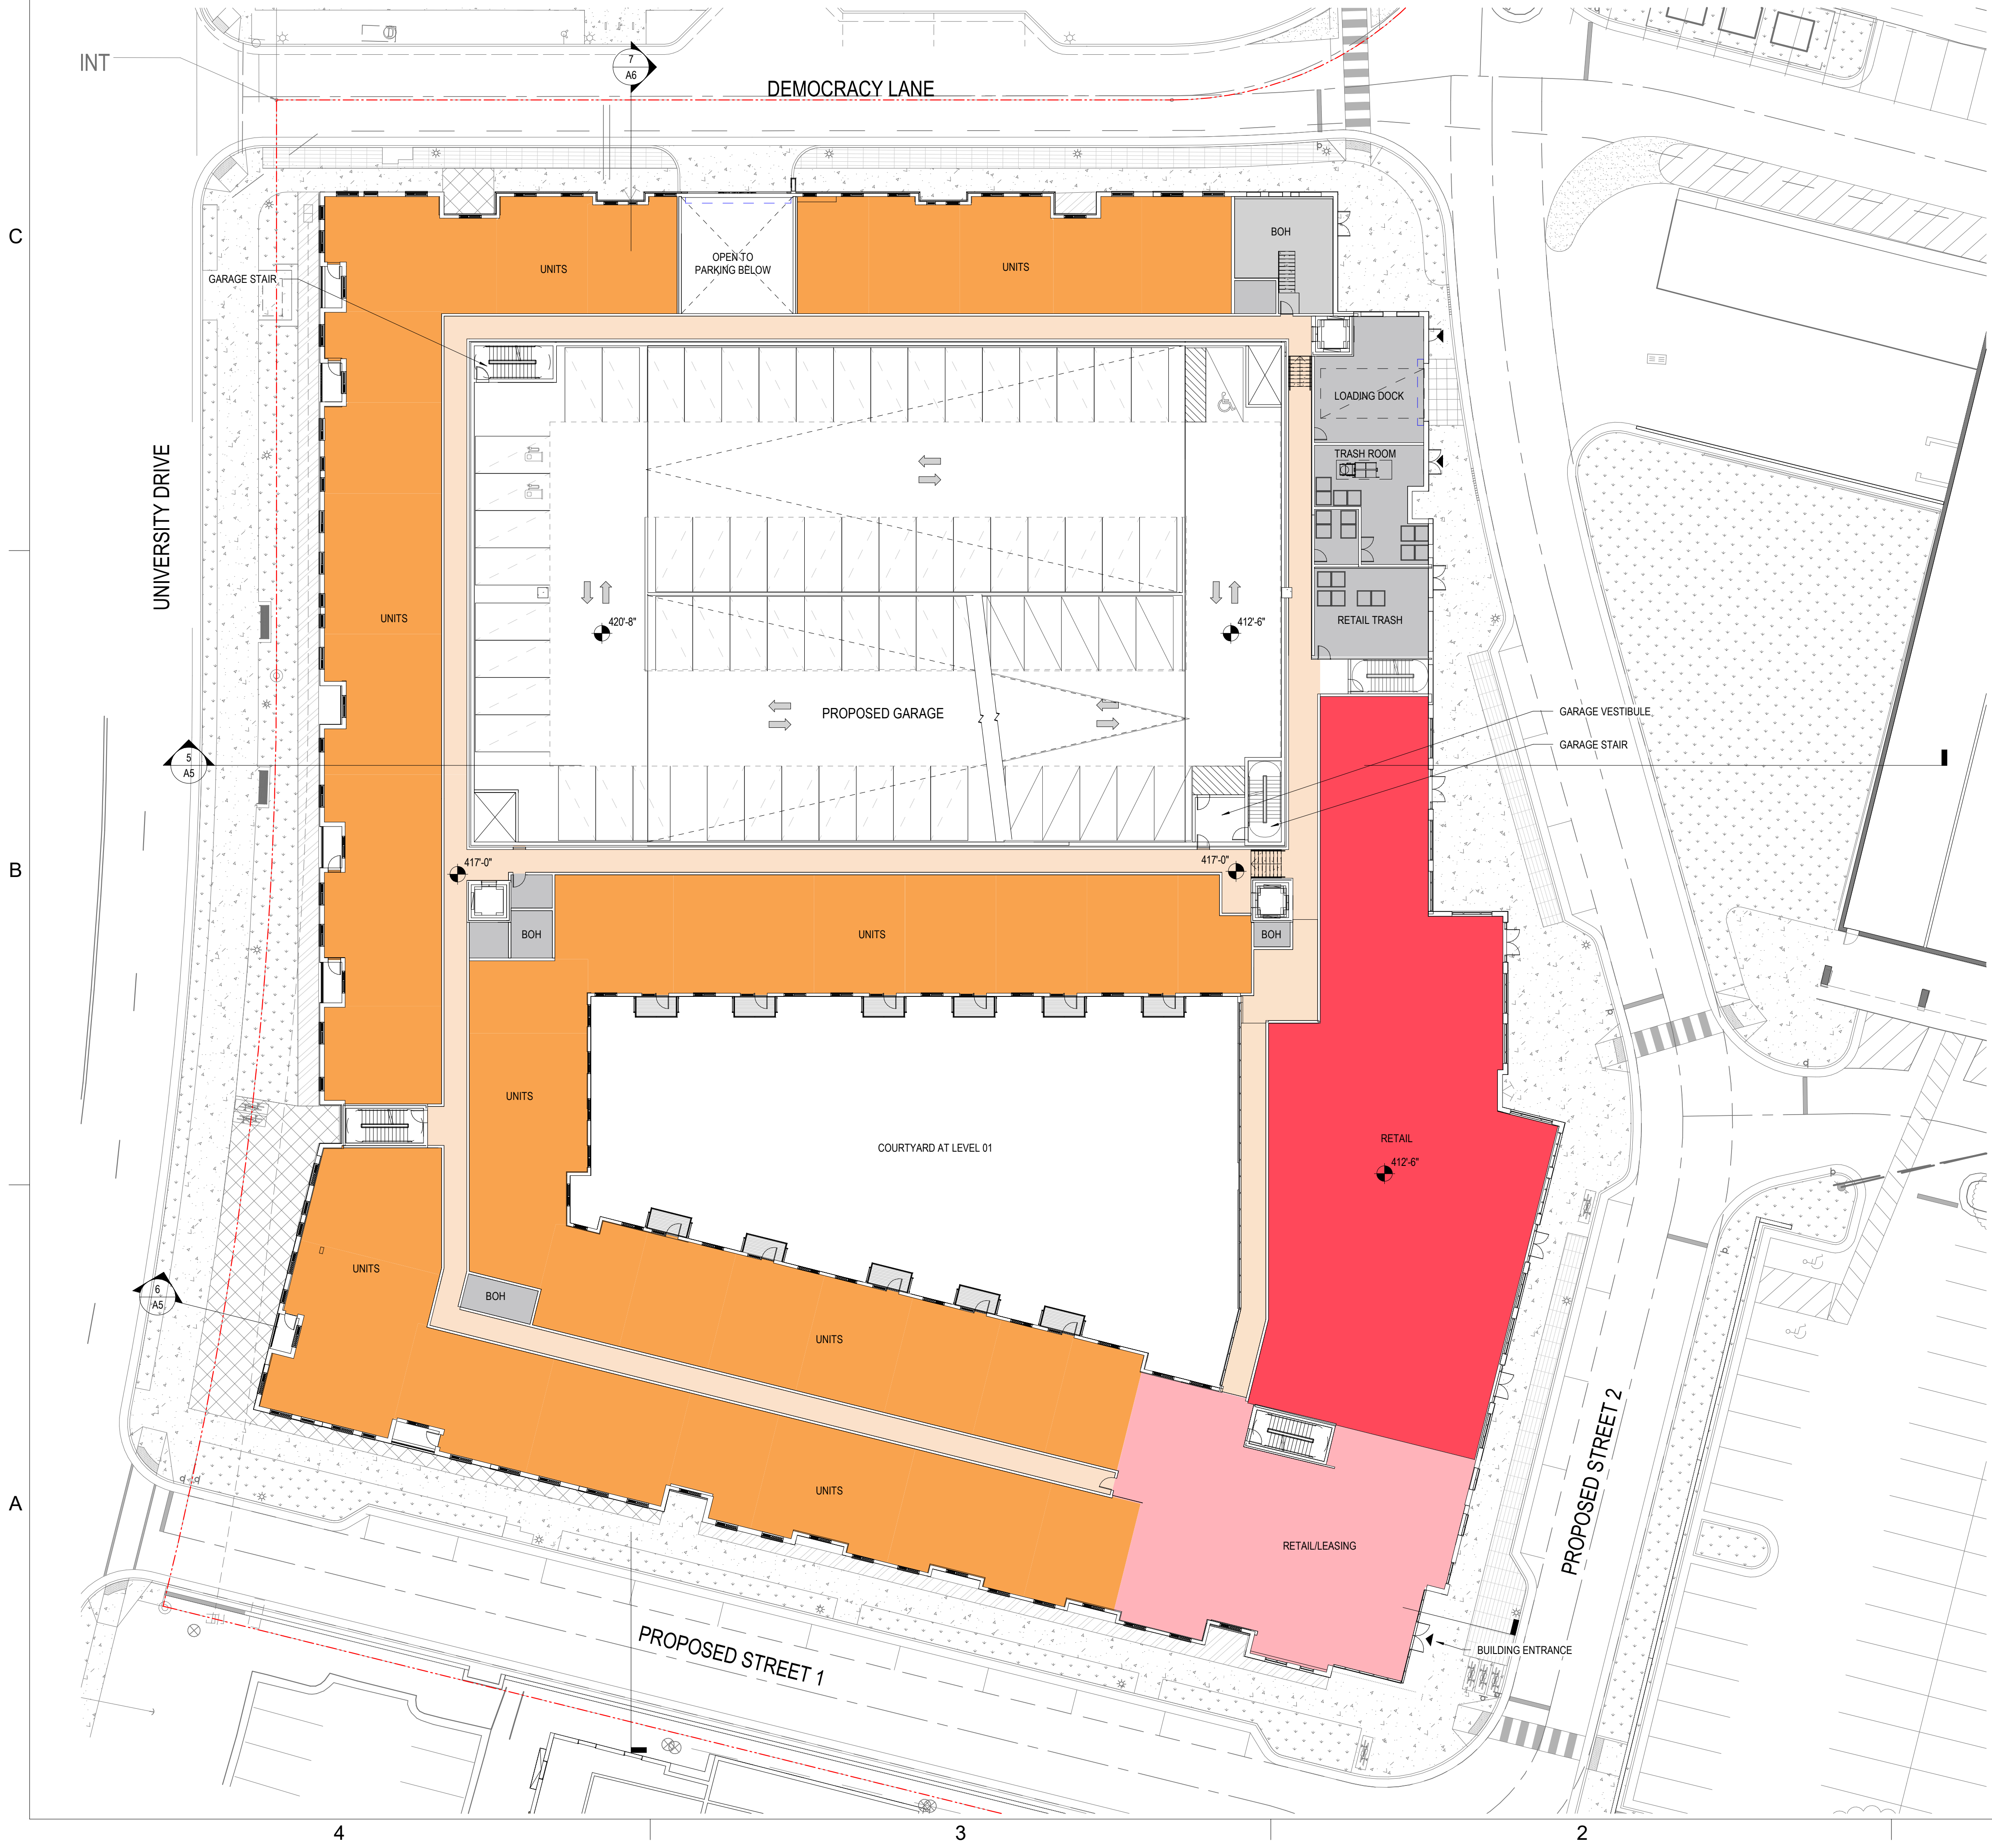 INT
7
A6
DEMOCRACY LANE
C
BOH
OPEN TO
PARKING BELOW
UNITS
UNITS
GARAGE STAIR
LOADING DOCK
TRASH ROOM
UNIVERSITY DRIVE
UNITS
420'-8"
412'-6"
RETAIL TRASH
PROPOSED GARAGE
GARAGE VESTIBULE
GARAGE STAIR
5
A5
B
417'-0"
417'-0"
BOH
UNITS
BOH
UNITS
COURTYARD AT LEVEL 01
RETAIL
412'-6"
UNITS
6
A5
BOH
UNITS
PROPOSED STREET 2
UNITS
A
RETAIL/LEASING
PROPOSED STREET 1
BUILDING ENTRANCE
4
3
2